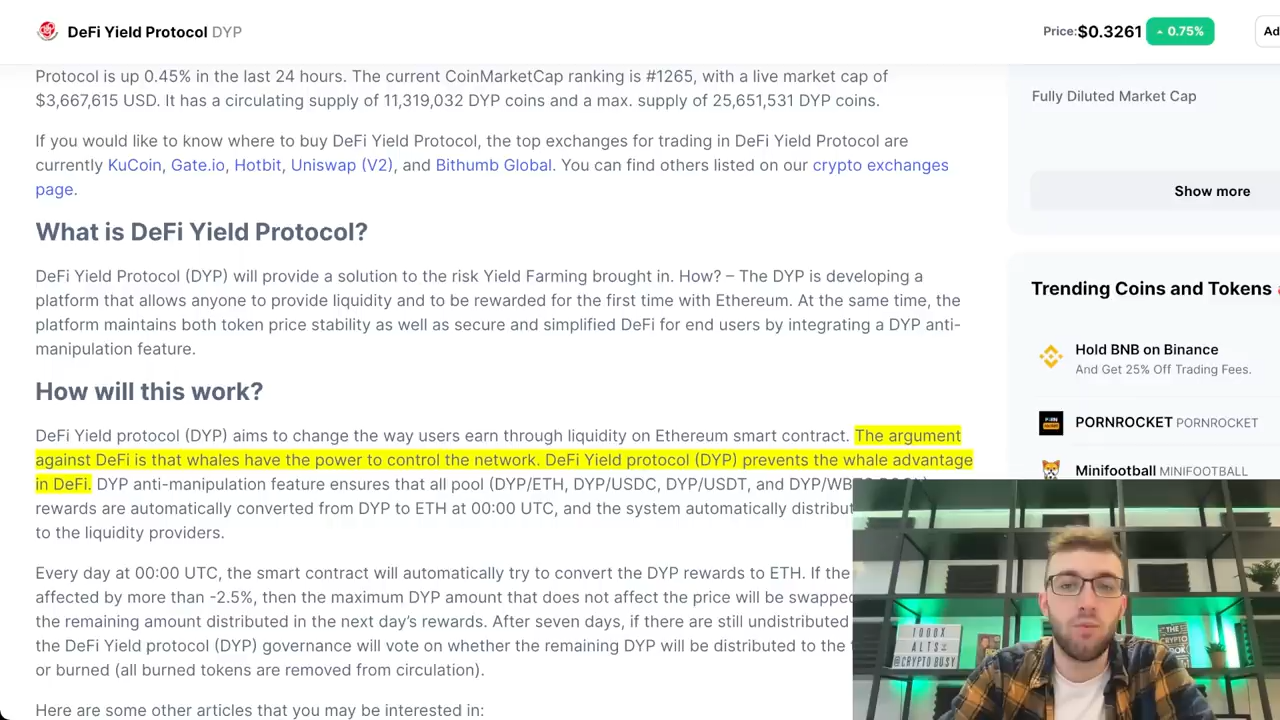 DeFi Yield Protocol DYP
Price:$0.3261 0.75%
Ad
Protocol is up 0.45% in the last 24 hours. The current CoinMarketCap ranking is #1265, with a live market cap of
$3,667,615 USD. It has a circulating supply of 11,319,032 DYP coins and a max. supply of 25,651,531 DYP coins.
If you would like to know where to buy DeFi Yield Protocol, the top exchanges for trading in DeFi Yield Protocol are
currently KuCoin, Gate.io, Hotbit, Uniswap (V2), and Bithumb Global. You can find others listed on our crypto exchanges
page.
What is DeFi Yield Protocol?
DeFi Yield Protocol (DYP) will provide a solution to the risk Yield Farming brought in. How? – The DYP is developing a
platform that allows anyone to provide liquidity and to be rewarded for the first time with Ethereum. At the same time, the
platform maintains both token price stability as well as secure and simplified DeFi for end users by integrating a DYP anti-
manipulation feature.
How will this work?
DeFi Yield protocol (DYP) aims to change the way users earn through liquidity on Ethereum smart contract. The argument
against DeFi is that whales have the power to control the network. DeFi Yield protocol (DYP) prevents the whale advantage
in DeFi. DYP anti-manipulation feature ensures that all pool (DYP/ETH, DYP/USDC, DYP/USDT, and
rewards are automatically converted from DYP to ETH at 00:00 UTC, and the system automatically distribut
to the liquidity providers.
Every day at 00:00 UTC, the smart contract will automatically try to convert the DYP rewards to ETH. If the
affected by more than -2.5%, then the maximum DYP amount that does not affect the price will be swapped
the remaining amount distributed in the next day's rewards. After seven days, if there are still undistributed
the DeFi Yield protocol (DYP) governance will vote on whether the remaining DYP will be distributed to the
or burned (all burned tokens are removed from circulation).
Here are some other articles that you may be interested in:
Fully Diluted Market Cap
Show more
Trending Coins and Tokens
Hold BNB on Binance
And Get 25% Off Trading Fees.
PORNROCKET PORNROCKET
Minifootball MINIFOOTBALL
1000X
ALTS
@CRYPTO BUSY
THE
CRYPTO
BOOK